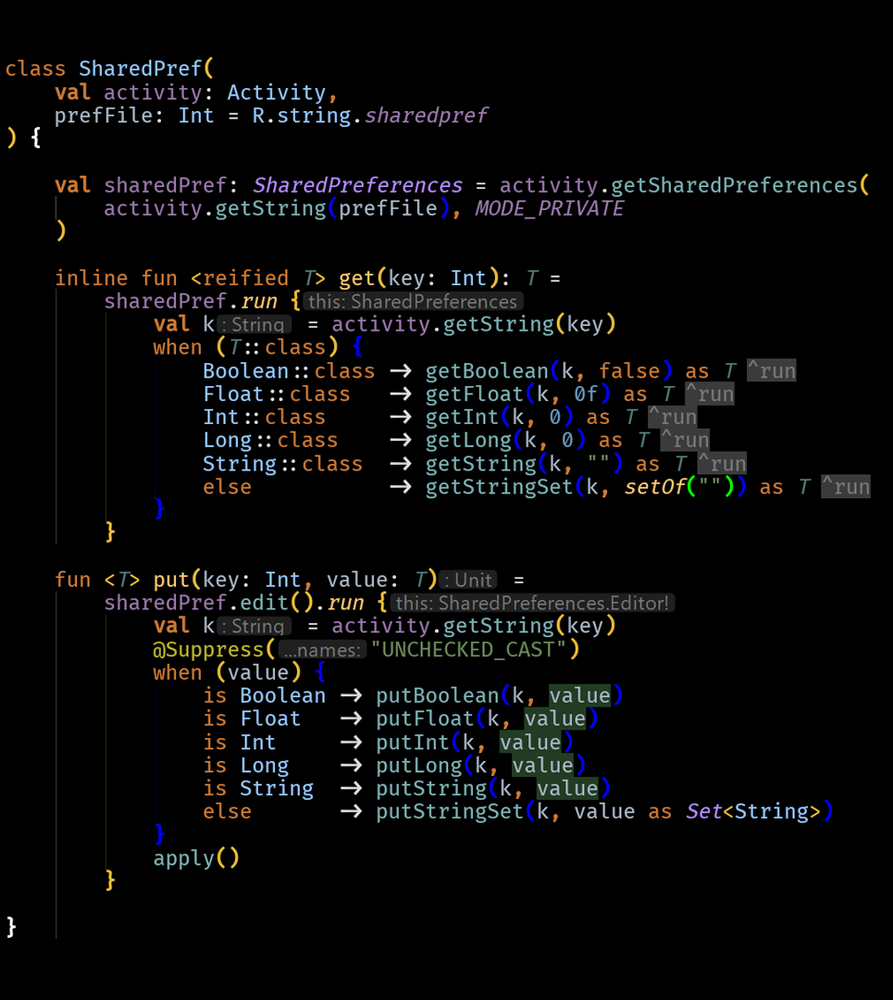 class SharedPref(
    val activity: Activity,
    prefFile: Int = R.string.sharedpref
) {
    val sharedPref: SharedPreferences = activity.getSharedPreferences(
        activity.getString(prefFile), MODE_PRIVATE
    )
    inline fun <reified T> get(key: Int): T =
        sharedPref.run { this: SharedPreferences
            val k : String = activity.getString(key)
            when (T::class) {
                Boolean::class → getBoolean(k, false) as T ^run
                Float::class   → getFloat(k, 0f) as T ^run
                Int::class     → getInt(k, 0) as T ^run
                Long::class    → getLong(k, 0) as T ^run
                String::class  → getString(k, "") as T ^run
                else           → getStringSet(k, setOf("")) as T ^run
            }
        }
    fun <T> put(key: Int, value: T) : Unit =
        sharedPref.edit().run { this: SharedPreferences.Editor!
            val k : String = activity.getString(key)
            @Suppress( ...names: "UNCHECKED_CAST")
            when (value) {
                is Boolean → putBoolean(k, value)
                is Float   → putFloat(k, value)
                is Int     → putInt(k, value)
                is Long    → putLong(k, value)
                is String  → putString(k, value)
                else       → putStringSet(k, value as Set<String>)
            }
            apply()
        }
}